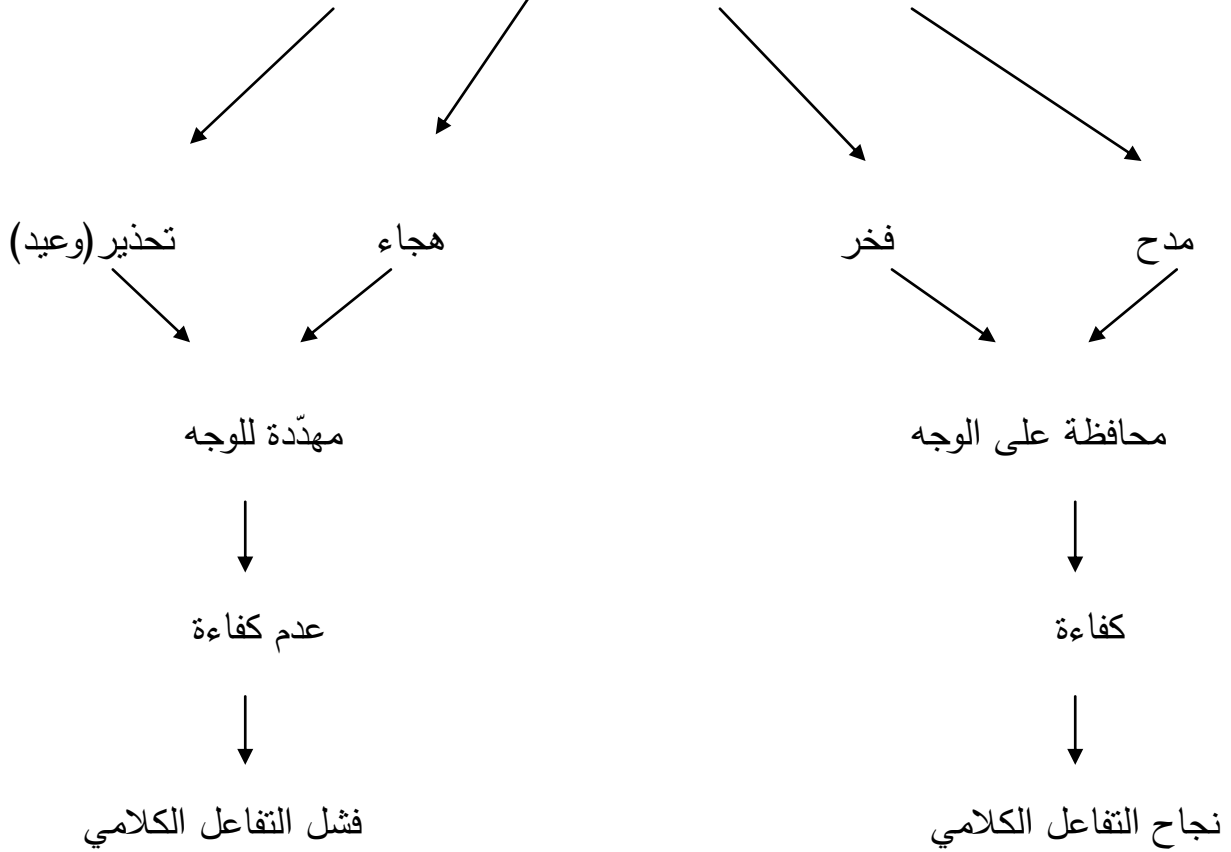 مدح فخر هجاء تحذير(وعيد)
محافظة على الوجه مهدّدة للوجه
كفاءة عدم كفاءة
نجاح التفاعل الكلامي فشل التفاعل الكلامي